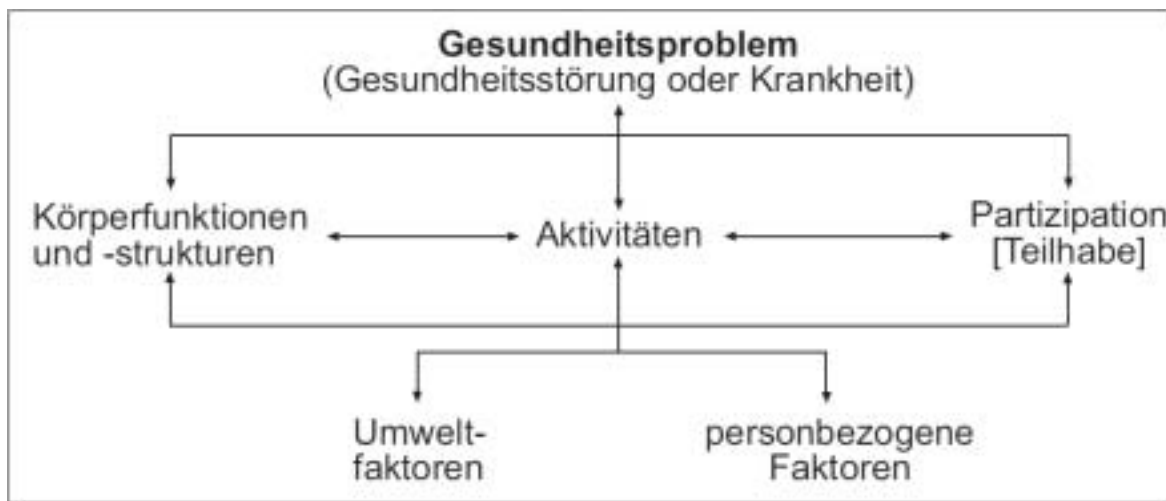 Gesundheitsproblem
(Gesundheitsstörung oder Krankheit)
Körperfunktionen
und -strukturen
Aktivitäten
Partizipation
[Teilhabe]
Umwelt-
faktoren
personbezogene
Faktoren